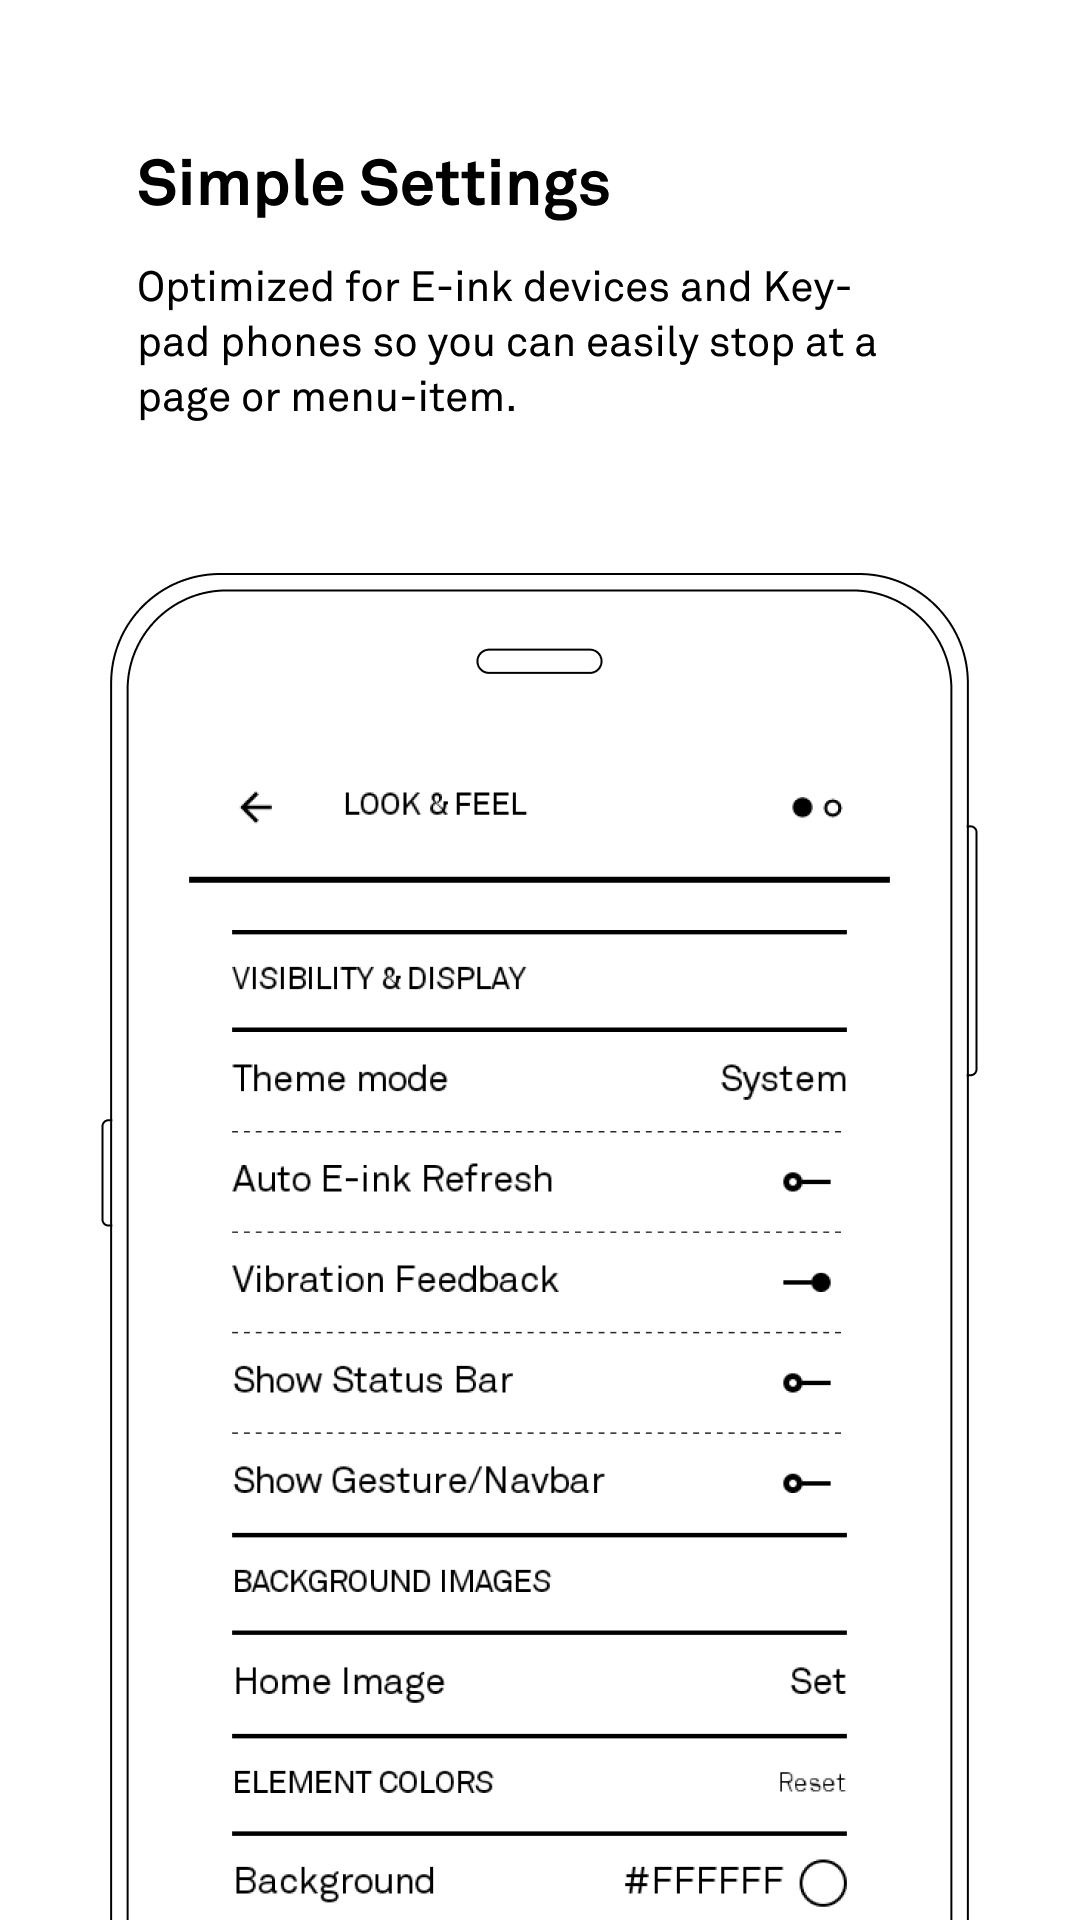 Simple Settings
Optimized for E-ink devices and Key-
pad phones so you can easily stop at a
page or menu-item.
LOOK & FEEL
VISIBILITY & DISPLAY
Theme mode System
Auto E-ink Refresh
Vibration Feedback
Show Status Bar
Show Gesture/Navbar
BACKGROUND IMAGES
Home Image Set
ELEMENT COLORS Reset
Background #FFFFFF